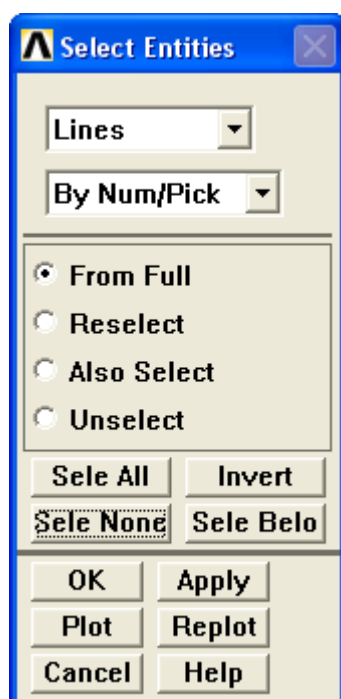 Select Entities
Lines
By Num/Pick
From Full
Reselect
Also Select
Unselect
Sele All Invert
Sele None Sele Belo
OK Apply
Plot Replot
Cancel Help